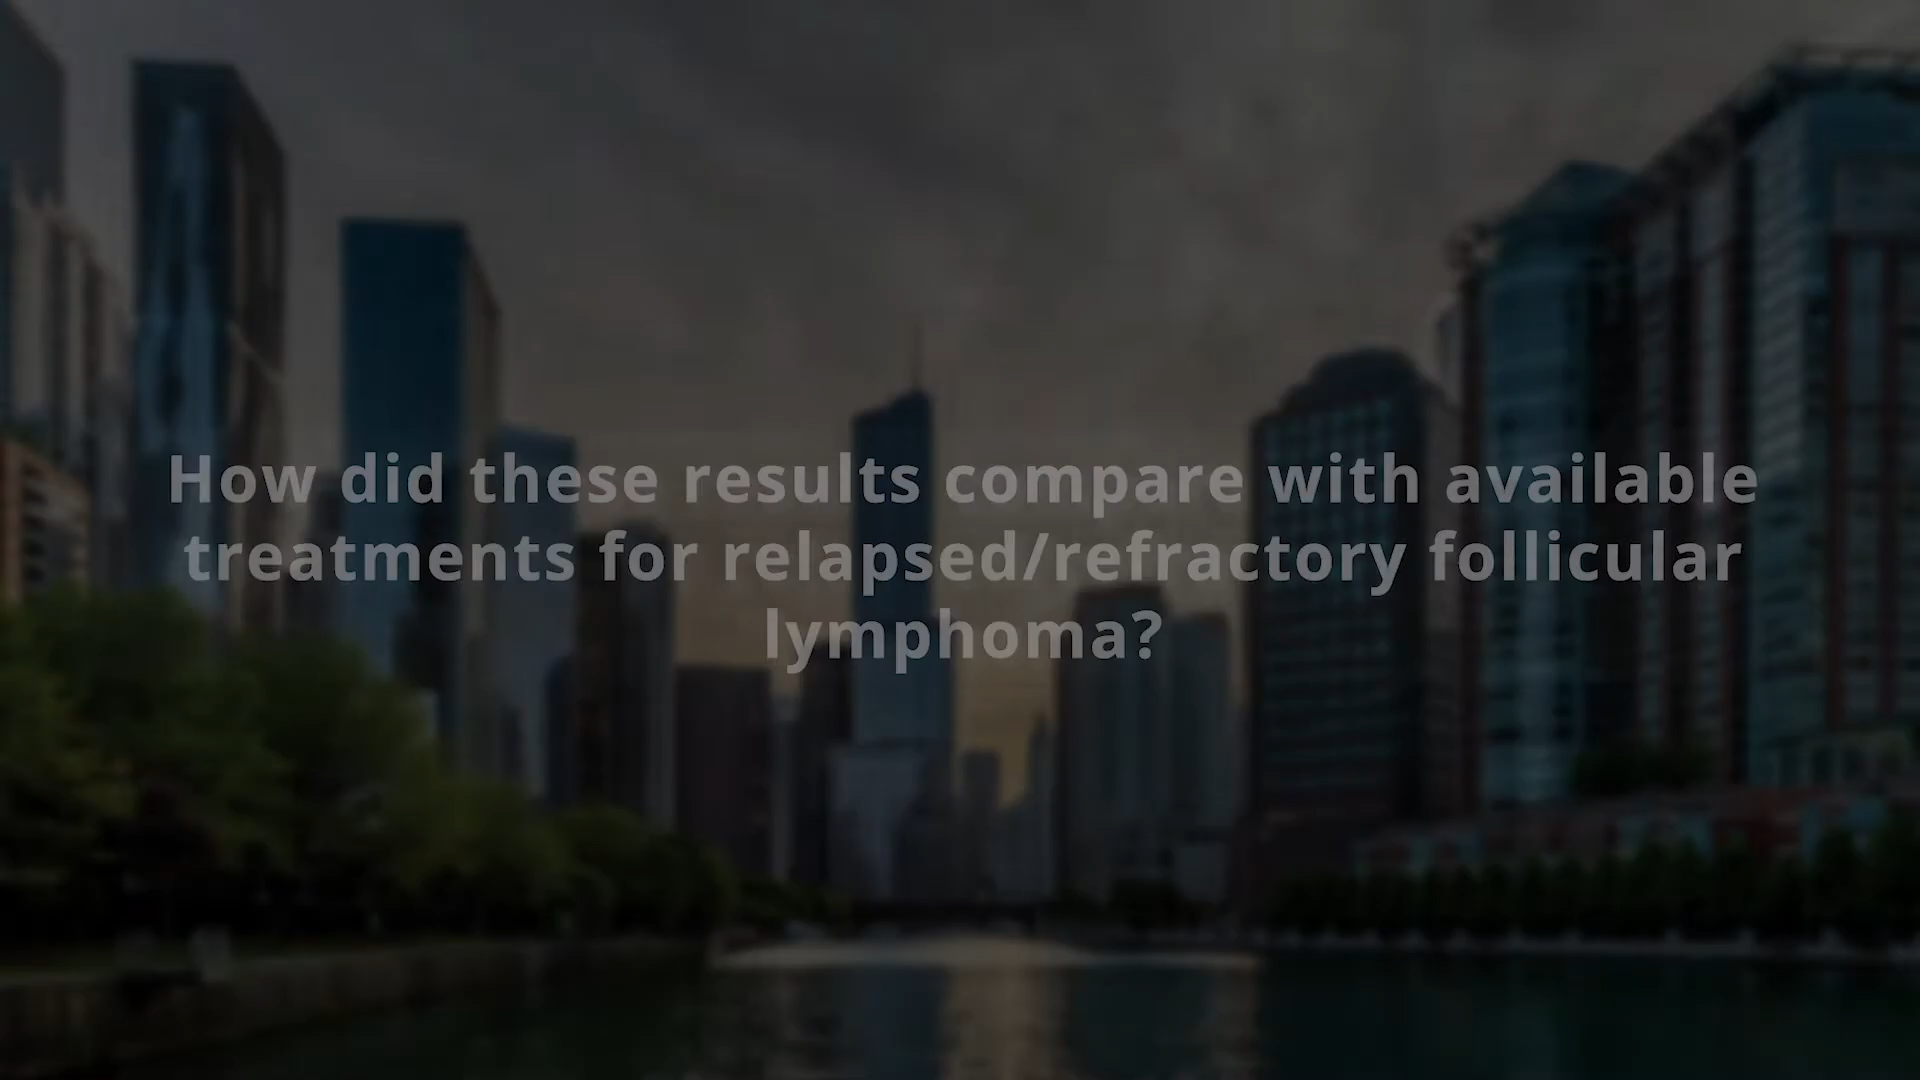 How did these results compare with available
treatments for relapsed/refractory follicular
lymphoma?